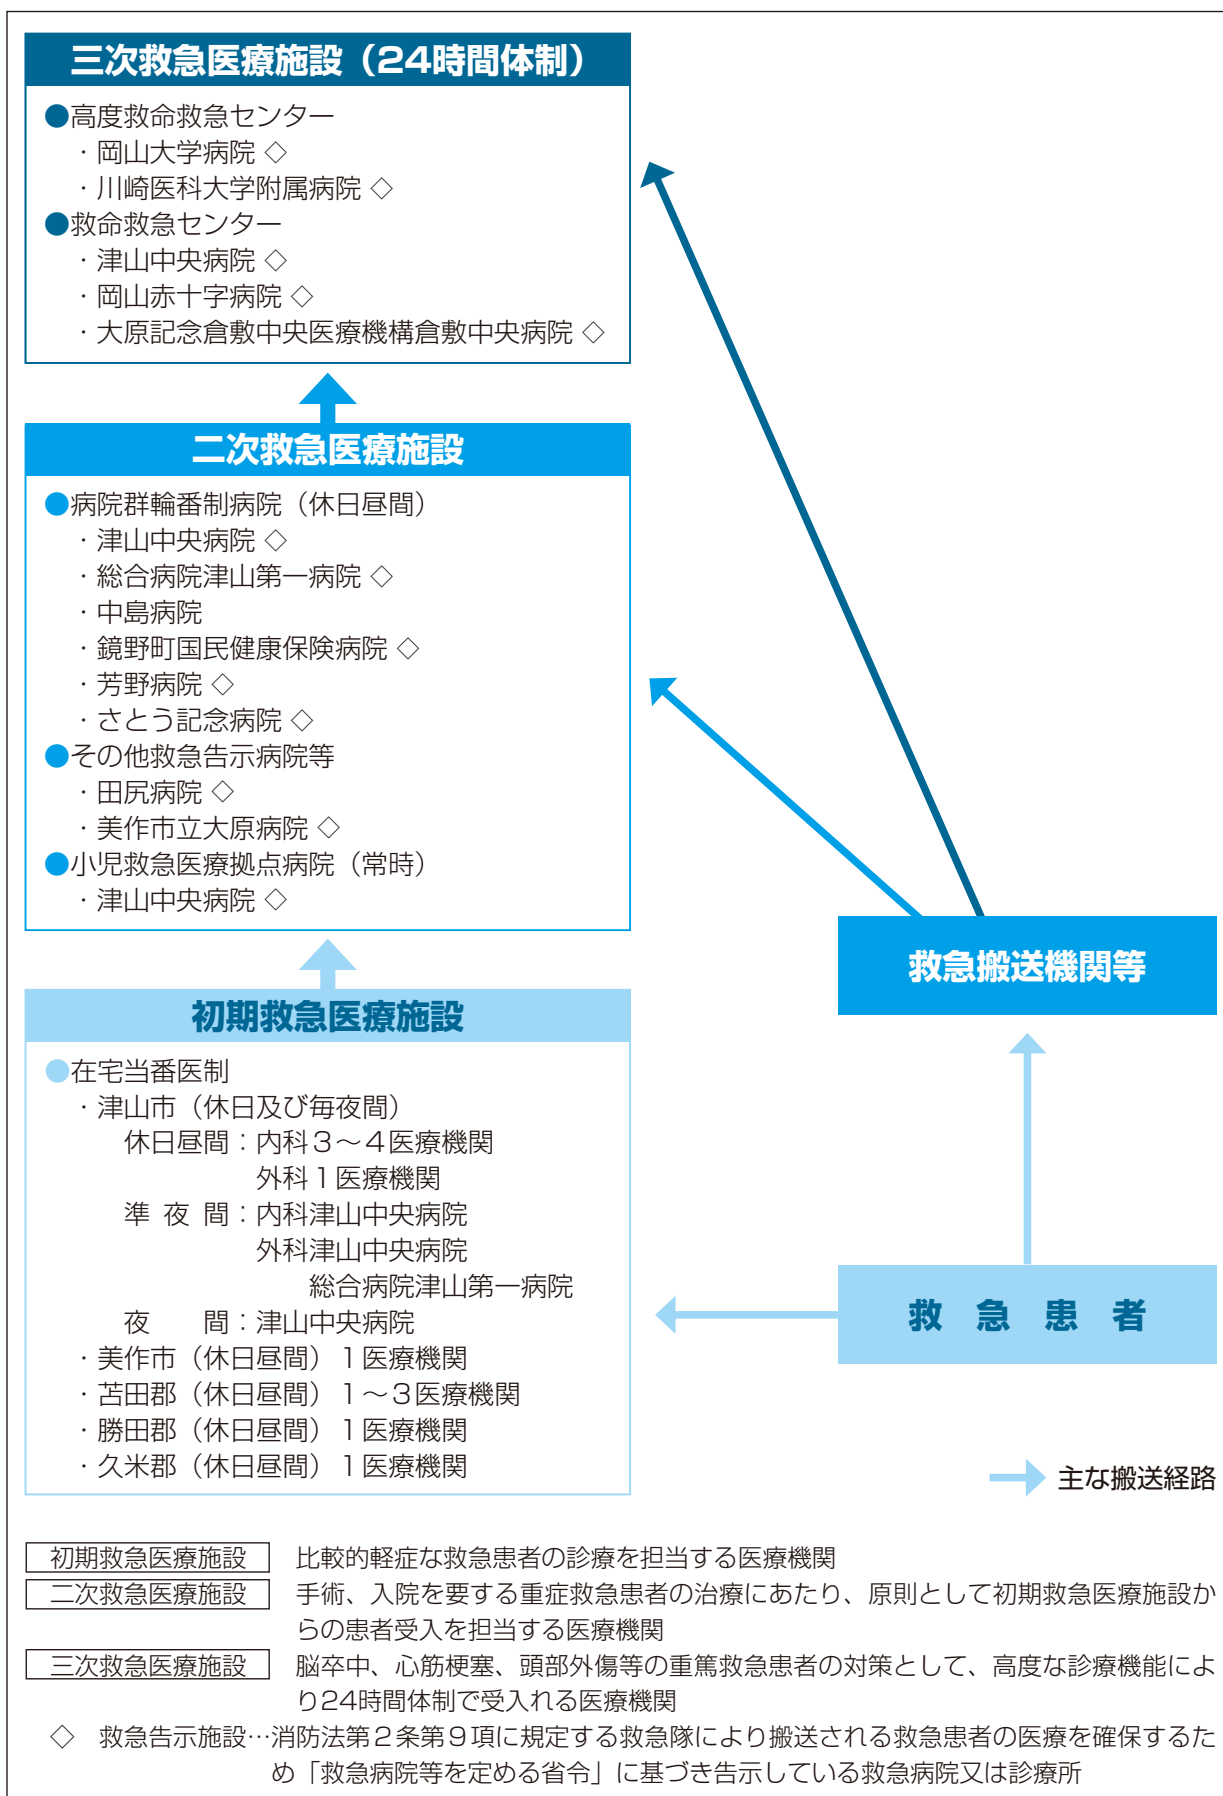 三次救急医療施設（24時間体制）
●高度救命救急センター
・岡山大学病院 ◇
・川崎医科大学附属病院 ◇
●救命救急センター
・津山中央病院 ◇
・岡山赤十字病院 ◇
・大原記念倉敷中央医療機構倉敷中央病院 ◇
二次救急医療施設
●病院群輪番制病院（休日昼間）
・津山中央病院 ◇
・総合病院津山第一病院 ◇
・中島病院
・鏡野町国民健康保険病院 ◇
・芳野病院 ◇
・さとう記念病院 ◇
●その他救急告示病院等
・田尻病院 ◇
・美作市立大原病院 ◇
●小児救急医療拠点病院（常時）
・津山中央病院 ◇
初期救急医療施設
●在宅当番医制
・津山市（休日及び毎夜間）
休日昼間：内科３～４医療機関
外科１医療機関
準 夜 間：内科津山中央病院
外科津山中央病院
総合病院津山第一病院
夜　　間：津山中央病院
・美作市（休日昼間）１医療機関
・苫田郡（休日昼間）１～３医療機関
・勝田郡（休日昼間）１医療機関
・久米郡（休日昼間）１医療機関
救急搬送機関等
救 急 患 者
主な搬送経路
初期救急医療施設　比較的軽症な救急患者の診療を担当する医療機関
二次救急医療施設　手術、入院を要する重症救急患者の治療にあたり、原則として初期救急医療施設か
らの患者受入を担当する医療機関
三次救急医療施設　脳卒中、心筋梗塞、頭部外傷等の重篤救急患者の対策として、高度な診療機能によ
り24時間体制で受入れる医療機関
◇　救急告示施設…消防法第２条第９項に規定する救急隊により搬送される救急患者の医療を確保するた
め「救急病院等を定める省令」に基づき告示している救急病院又は診療所